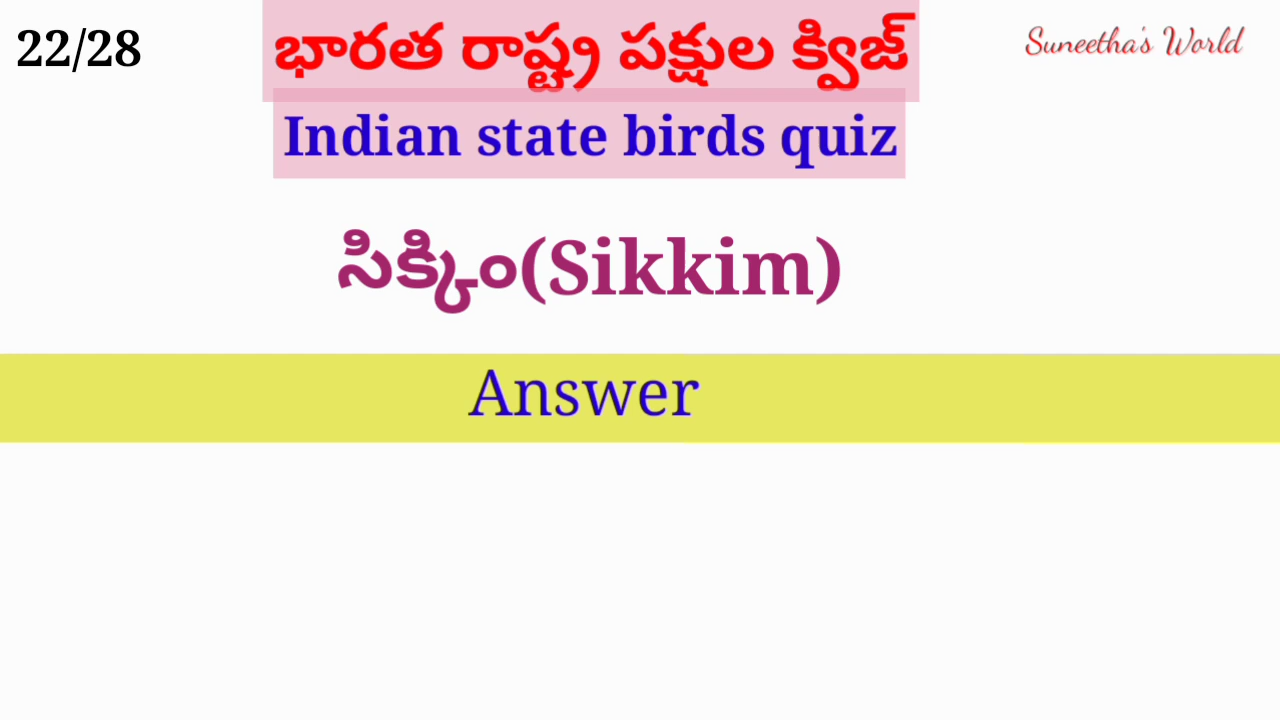 22/28
భారత రాష్ట్ర పక్షుల క్విజ్
Suneetha's World
Indian state birds quiz
సిక్కిం(Sikkim)
Answer